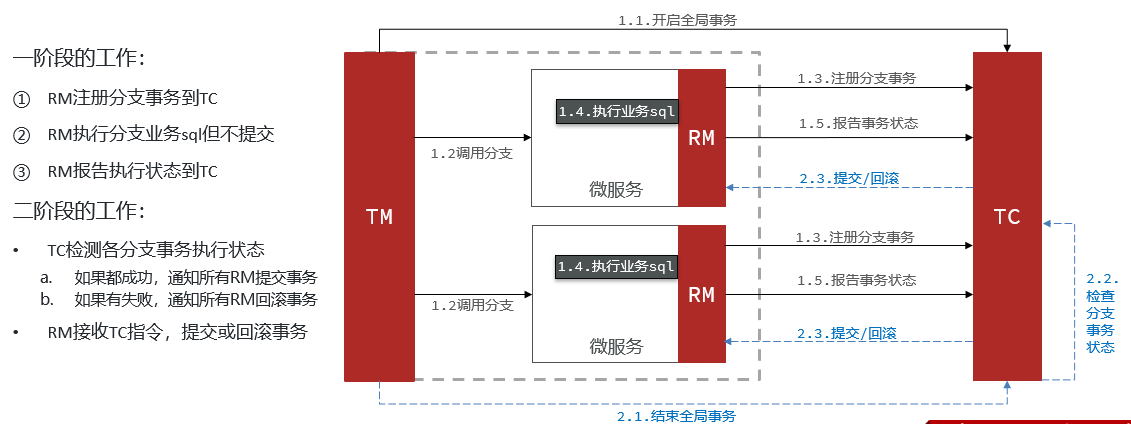 一阶段的工作:
① RM注册分支事务到TC
② RM执行分支业务sql但不提交
③ RM报告执行状态到TC
二阶段的工作:
• TC检测各分支事务执行状态
a. 如果都成功，通知所有RM提交事务
b. 如果有失败，通知所有RM回滚事务
• RM接收TC指令，提交或回滚事务
1.1.开启全局事务
TM
1.2调用分支
1.4.执行业务sql
RM
微服务
1.3.注册分支事务
1.5.报告事务状态
2.3.提交/回滚
1.2调用分支
1.4.执行业务sql
RM
微服务
1.3.注册分支事务
1.5.报告事务状态
2.3.提交/回滚
TC
2.2.
检查
分支
事务
状态
2.1.结束全局事务